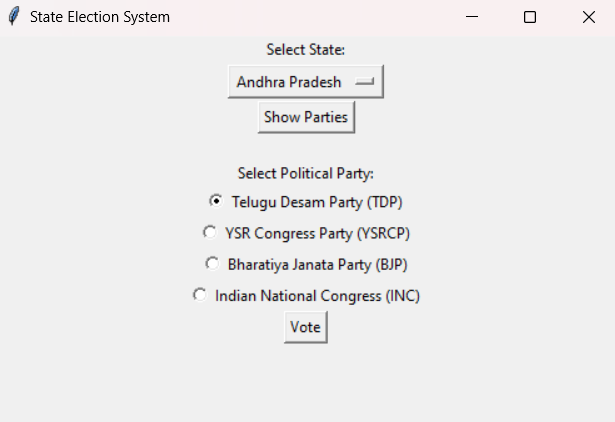 State Election System
Select State:
Andhra Pradesh
Show Parties
Select Political Party:
Telugu Desam Party (TDP)
YSR Congress Party (YSRCP)
Bharatiya Janata Party (BJP)
Indian National Congress (INC)
Vote